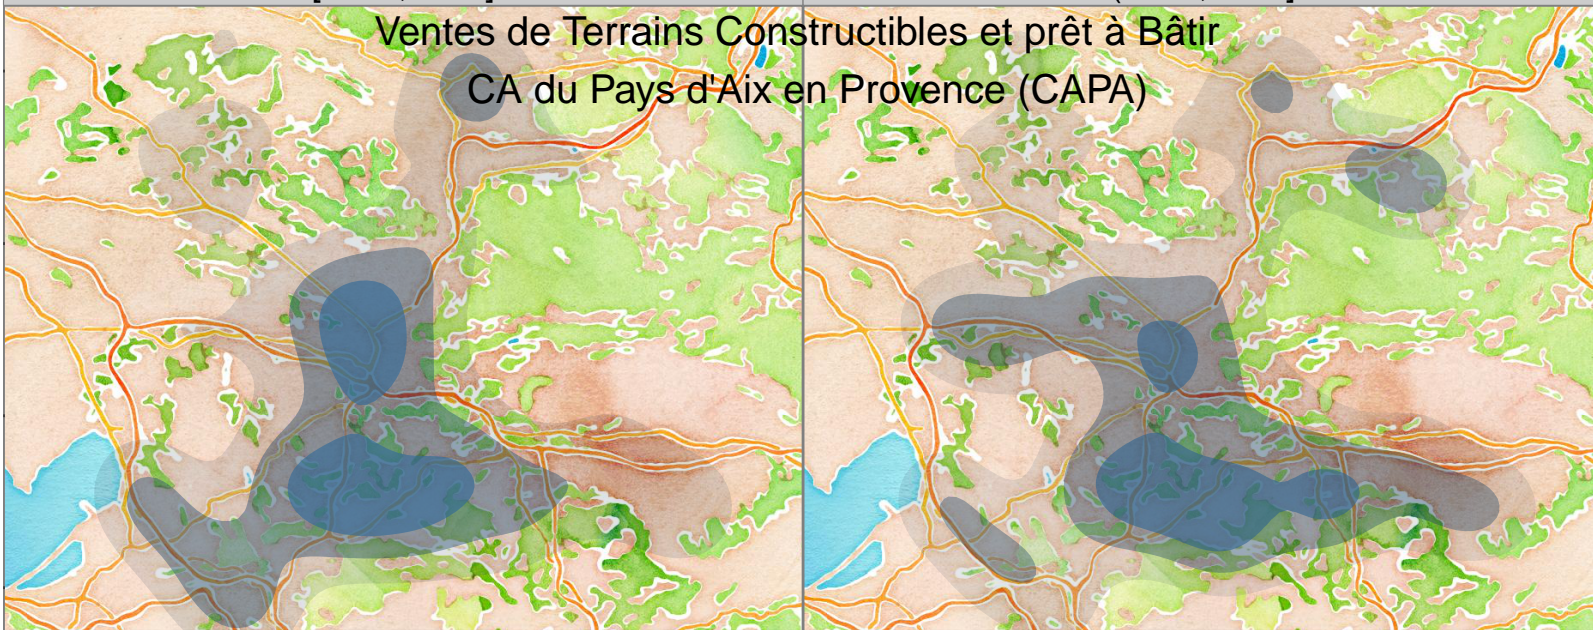 Ventes de Terrains Constructibles et prêt à Bâtir
CA du Pays d'Aix en Provence (CAPA)